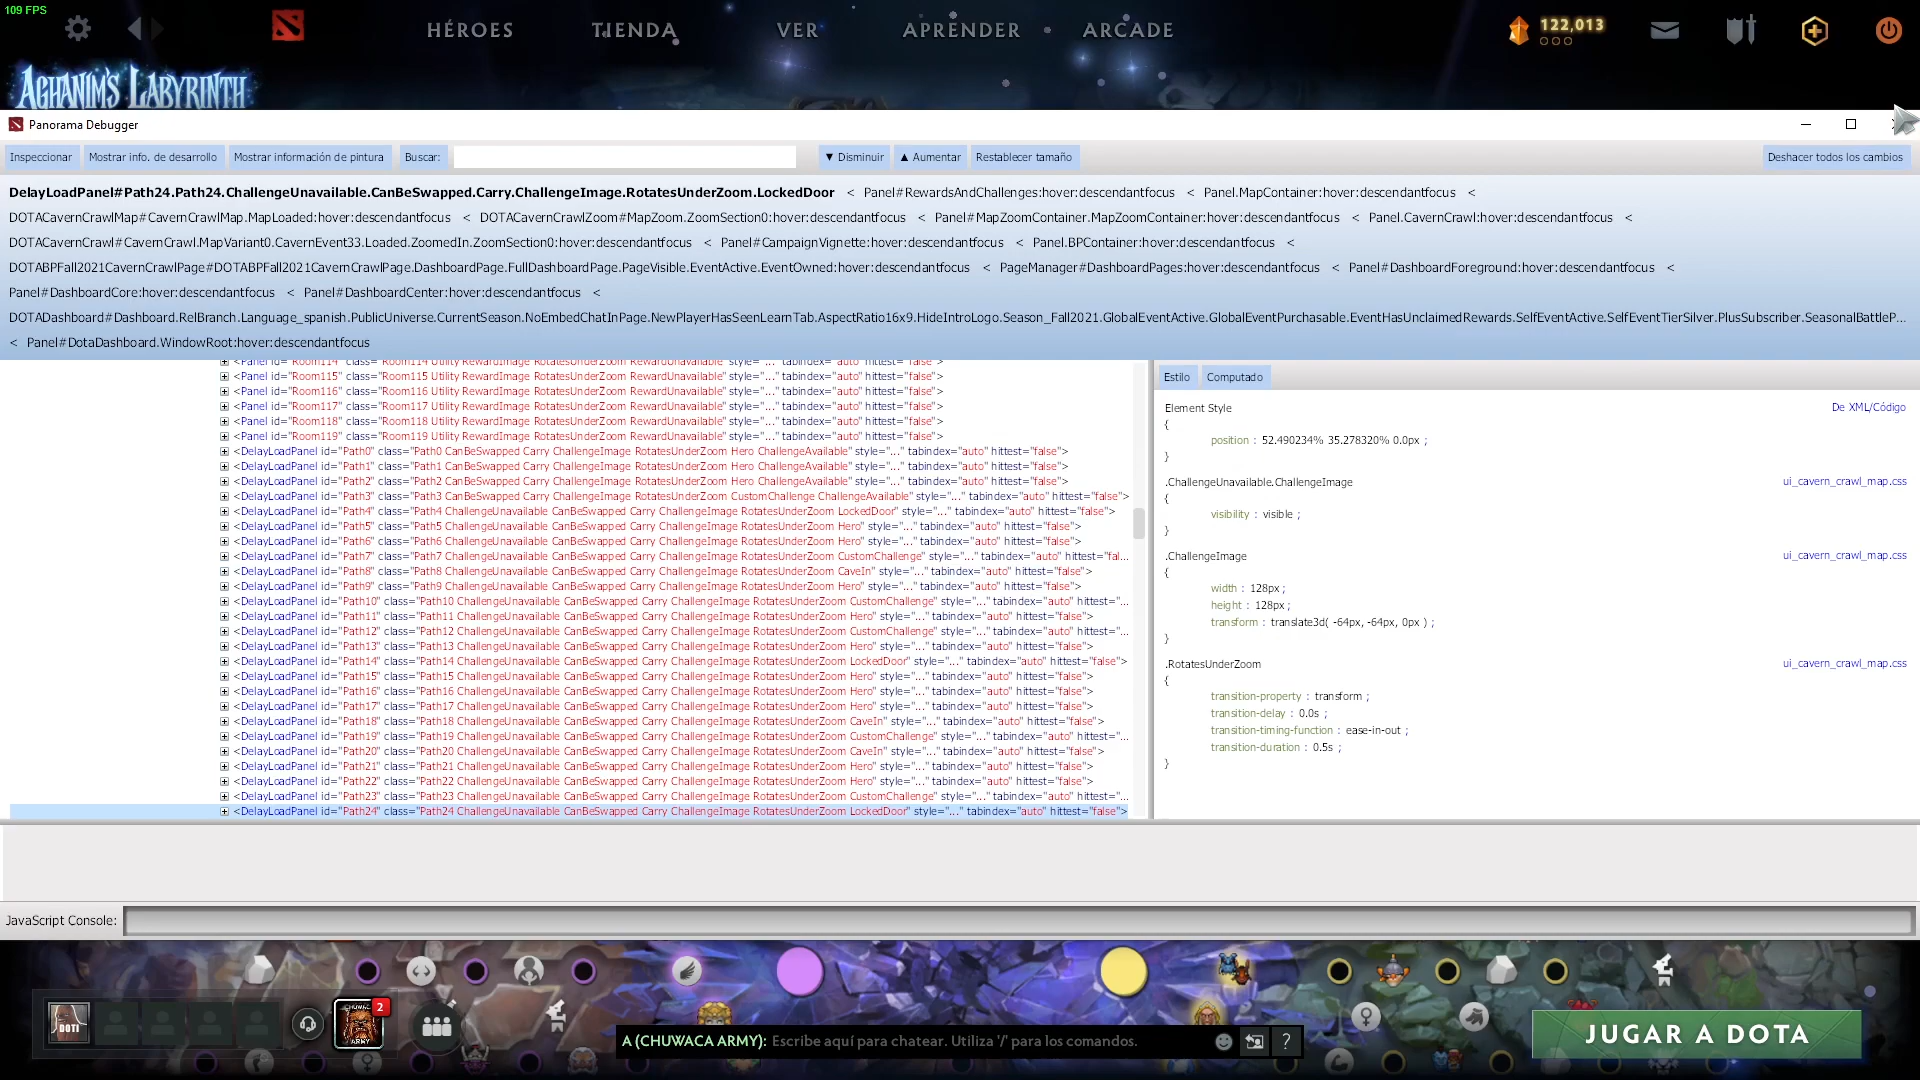 109 FPS
HÉROES
TIENDA
VER
APRENDER
ARCADE
122,013
AGHANIM'S LABYRINTH
Panorama Debugger
Inspeccionar Mostrar info. de desarrollo Mostrar información de pintura Buscar: ▼ Disminuir ▲ Aumentar Restablecer tamaño Deshacer todos los cambios
DelayLoadPanel#Path24.Path24.ChallengeUnavailable.CanBeSwapped.Carry.ChallengeImage.RotatesUnderZoom.LockedDoor < Panel#RewardsAndChallenges:hover:descendantfocus < Panel.MapContainer:hover:descendantfocus <
DOTACavernCrawlMap#CavernCrawlMap.MapLoaded:hover:descendantfocus < DOTACavernCrawlZoom#MapZoom.ZoomSection0:hover:descendantfocus < Panel#MapZoomContainer.MapZoomContainer:hover:descendantfocus < Panel.CavernCrawl:hover:descendantfocus <
DOTACavernCrawl#CavernCrawl.MapVariant0.CavernEvent33.Loaded.ZoomedIn.ZoomSection0:hover:descendantfocus < Panel#CampaignVignette:hover:descendantfocus < Panel.BPContainer:hover:descendantfocus <
DOTABPFall2021CavernCrawlPage#DOTABPFall2021CavernCrawlPage.DashboardPage.FullDashboardPage.PageVisible.EventActive.EventOwned:hover:descendantfocus < PageManager#DashboardPages:hover:descendantfocus < Panel#DashboardForeground:hover:descendantfocus <
Panel#DashboardCore:hover:descendantfocus < Panel#DashboardCenter:hover:descendantfocus <
DOTADashboard#Dashboard.RelBranch.Language_spanish.PublicUniverse.CurrentSeason.NoEmbedChatInPage.NewPlayerHasSeenLearnTab.AspectRatio16x9.HideIntroLogo.Season_Fall2021.GlobalEventActive.GlobalEventPurchasable.EventHasUnclaimedRewards.SelfEventActive.SelfEventTierSilver.PlusSubscriber.SeasonalBattleP...
< Panel#DotaDashboard.WindowRoot:hover:descendantfocus
<Panel id="Room114" class="Room114 Utility RewardImage RotatesUnderZoom RewardUnavailable" style="..." tabindex="auto" hittest="false">
<Panel id="Room115" class="Room115 Utility RewardImage RotatesUnderZoom RewardUnavailable" style="..." tabindex="auto" hittest="false">
<Panel id="Room116" class="Room116 Utility RewardImage RotatesUnderZoom RewardUnavailable" style="..." tabindex="auto" hittest="false">
<Panel id="Room117" class="Room117 Utility RewardImage RotatesUnderZoom RewardUnavailable" style="..." tabindex="auto" hittest="false">
<Panel id="Room118" class="Room118 Utility RewardImage RotatesUnderZoom RewardUnavailable" style="..." tabindex="auto" hittest="false">
<Panel id="Room119" class="Room119 Utility RewardImage RotatesUnderZoom RewardUnavailable" style="..." tabindex="auto" hittest="false">
<DelayLoadPanel id="Path0" class="Path0 CanBeSwapped Carry ChallengeImage RotatesUnderZoom Hero ChallengeAvailable" style="..." tabindex="auto" hittest="false">
<DelayLoadPanel id="Path1" class="Path1 CanBeSwapped Carry ChallengeImage RotatesUnderZoom Hero ChallengeAvailable" style="..." tabindex="auto" hittest="false">
<DelayLoadPanel id="Path2" class="Path2 CanBeSwapped Carry ChallengeImage RotatesUnderZoom Hero ChallengeAvailable" style="..." tabindex="auto" hittest="false">
<DelayLoadPanel id="Path3" class="Path3 CanBeSwapped Carry ChallengeImage RotatesUnderZoom CustomChallenge ChallengeAvailable" style="..." tabindex="auto" hittest="false">
<DelayLoadPanel id="Path4" class="Path4 ChallengeUnavailable CanBeSwapped Carry ChallengeImage RotatesUnderZoom LockedDoor" style="..." tabindex="auto" hittest="false">
<DelayLoadPanel id="Path5" class="Path5 ChallengeUnavailable CanBeSwapped Carry ChallengeImage RotatesUnderZoom Hero" style="..." tabindex="auto" hittest="false">
<DelayLoadPanel id="Path6" class="Path6 ChallengeUnavailable CanBeSwapped Carry ChallengeImage RotatesUnderZoom Hero" style="..." tabindex="auto" hittest="false">
<DelayLoadPanel id="Path7" class="Path7 ChallengeUnavailable CanBeSwapped Carry ChallengeImage RotatesUnderZoom CustomChallenge" style="..." tabindex="auto" hittest="fal...
<DelayLoadPanel id="Path8" class="Path8 ChallengeUnavailable CanBeSwapped Carry ChallengeImage RotatesUnderZoom CaveIn" style="..." tabindex="auto" hittest="false">
<DelayLoadPanel id="Path9" class="Path9 ChallengeUnavailable CanBeSwapped Carry ChallengeImage RotatesUnderZoom Hero" style="..." tabindex="auto" hittest="false">
<DelayLoadPanel id="Path10" class="Path10 ChallengeUnavailable CanBeSwapped Carry ChallengeImage RotatesUnderZoom CustomChallenge" style="..." tabindex="auto" hittest="...
<DelayLoadPanel id="Path11" class="Path11 ChallengeUnavailable CanBeSwapped Carry ChallengeImage RotatesUnderZoom Hero" style="..." tabindex="auto" hittest="false">
<DelayLoadPanel id="Path12" class="Path12 ChallengeUnavailable CanBeSwapped Carry ChallengeImage RotatesUnderZoom CustomChallenge" style="..." tabindex="auto" hittest="...
<DelayLoadPanel id="Path13" class="Path13 ChallengeUnavailable CanBeSwapped Carry ChallengeImage RotatesUnderZoom Hero" style="..." tabindex="auto" hittest="false">
<DelayLoadPanel id="Path14" class="Path14 ChallengeUnavailable CanBeSwapped Carry ChallengeImage RotatesUnderZoom LockedDoor" style="..." tabindex="auto" hittest="false">
<DelayLoadPanel id="Path15" class="Path15 ChallengeUnavailable CanBeSwapped Carry ChallengeImage RotatesUnderZoom Hero" style="..." tabindex="auto" hittest="false">
<DelayLoadPanel id="Path16" class="Path16 ChallengeUnavailable CanBeSwapped Carry ChallengeImage RotatesUnderZoom Hero" style="..." tabindex="auto" hittest="false">
<DelayLoadPanel id="Path17" class="Path17 ChallengeUnavailable CanBeSwapped Carry ChallengeImage RotatesUnderZoom Hero" style="..." tabindex="auto" hittest="false">
<DelayLoadPanel id="Path18" class="Path18 ChallengeUnavailable CanBeSwapped Carry ChallengeImage RotatesUnderZoom CaveIn" style="..." tabindex="auto" hittest="false">
<DelayLoadPanel id="Path19" class="Path19 ChallengeUnavailable CanBeSwapped Carry ChallengeImage RotatesUnderZoom CustomChallenge" style="..." tabindex="auto" hittest="...
<DelayLoadPanel id="Path20" class="Path20 ChallengeUnavailable CanBeSwapped Carry ChallengeImage RotatesUnderZoom CaveIn" style="..." tabindex="auto" hittest="false">
<DelayLoadPanel id="Path21" class="Path21 ChallengeUnavailable CanBeSwapped Carry ChallengeImage RotatesUnderZoom Hero" style="..." tabindex="auto" hittest="false">
<DelayLoadPanel id="Path22" class="Path22 ChallengeUnavailable CanBeSwapped Carry ChallengeImage RotatesUnderZoom Hero" style="..." tabindex="auto" hittest="false">
<DelayLoadPanel id="Path23" class="Path23 ChallengeUnavailable CanBeSwapped Carry ChallengeImage RotatesUnderZoom CustomChallenge" style="..." tabindex="auto" hittest="...
<DelayLoadPanel id="Path24" class="Path24 ChallengeUnavailable CanBeSwapped Carry ChallengeImage RotatesUnderZoom LockedDoor" style="..." tabindex="auto" hittest="false">
Estilo Computado
Element Style De XML/Código
{
position : 52.490234% 35.278320% 0.0px ;
}
.ChallengeUnavailable.ChallengeImage ui_cavern_crawl_map.css
{
visibility : visible ;
}
.ChallengeImage ui_cavern_crawl_map.css
{
width : 128px ;
height : 128px ;
transform : translate3d( -64px, -64px, 0px ) ;
}
.RotatesUnderZoom ui_cavern_crawl_map.css
{
transition-property : transform ;
transition-delay : 0.0s ;
transition-timing-function : ease-in-out ;
transition-duration : 0.5s ;
}
JavaScript Console:
DOTI
CHUWACA
ARMY
2
A (CHUWACA ARMY): Escribe aquí para chatear. Utiliza '/' para los comandos.
?
JUGAR A DOTA